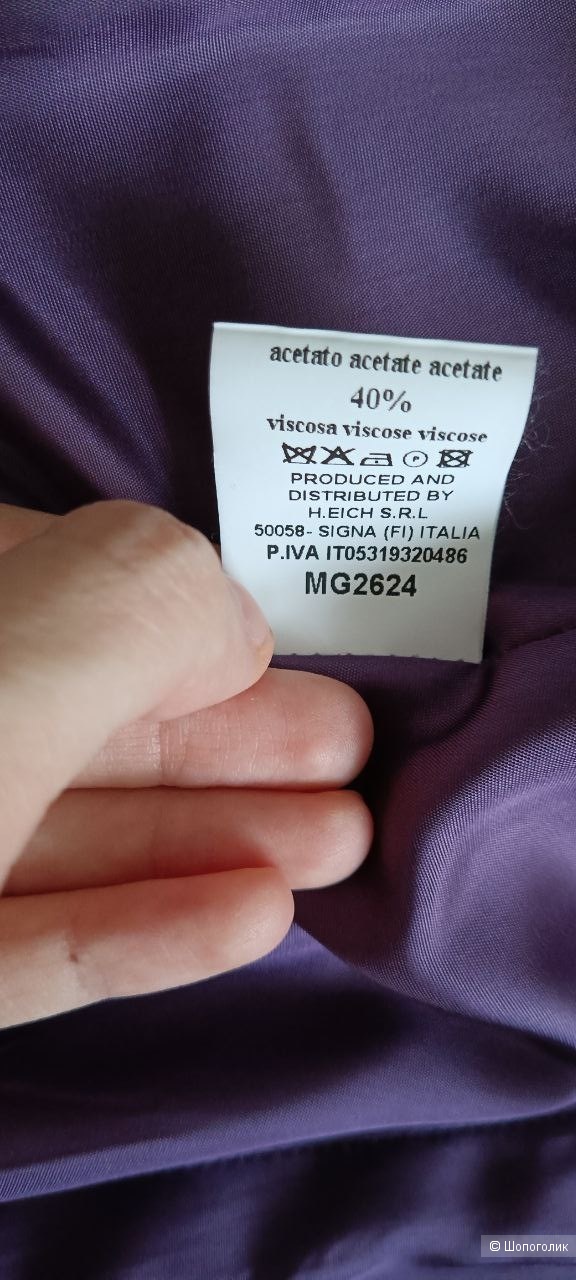 acetato acetate acetate
40%
viscosa viscose viscose
P
PRODUCED AND
DISTRIBUTED BY
H.EICH S.R.L
50058- SIGNA (FI) ITALIA
P.IVA IT05319320486
MG2624
© Шопоголик